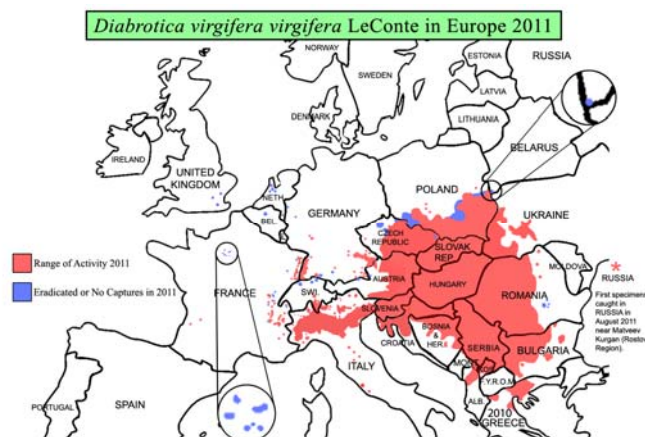 Diabrotica virgifera virgifera LeConte in Europe 2011
NORWAY
SWEDEN
ESTONIA
RUSSIA
LATVIA
DENMARK
LITHUANIA
IRELAND
UNITED
KINGDOM
BELARUS
NETH.
POLAND
BEL.
GERMANY
UKRAINE
CZECH
REPUBLIC
SLOVAK
REP.
Range of Activity 2011
Eradicated or No Captures in 2011
FRANCE
SWI.
AUSTRIA
HUNGARY
MOLDOVA
ROMANIA
RUSSIA
First specimens
caught in
RUSSIA in
August 2011
near Matveev
Kurgan (Rostov
Region).
SLOVENIA
CROATIA
BOSNIA
&
HER.
SERBIA
ITALY
MONT.
BULGARIA
F.Y.R.O.M.
ALB.
PORTUGAL
SPAIN
2010
GREECE